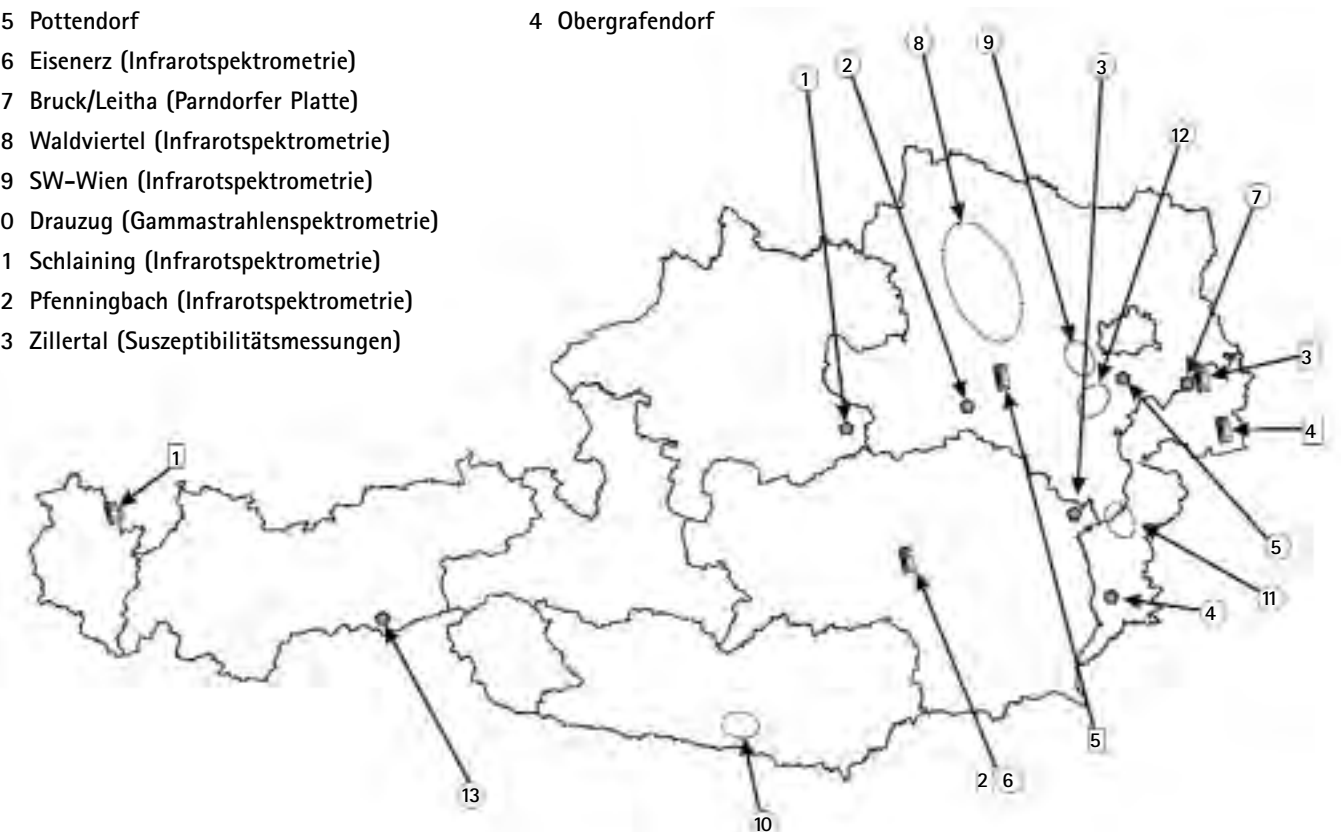 5 Pottendorf
6 Eisenerz (Infrarotspektrometrie)
7 Bruck/Leitha (Parndorfer Platte)
8 Waldviertel (Infrarotspektrometrie)
9 SW-Wien (Infrarotspektrometrie)
0 Drauzug (Gammastrahlenspektrometrie)
1 Schlaining (Infrarotspektrometrie)
2 Pfenningbach (Infrarotspektrometrie)
3 Zillertal (Suszeptibilitätsmessungen)
4 Obergrafendorf
8
9
2
3
1
12
7
3
4
1
5
11
4
5
2 6
13
10